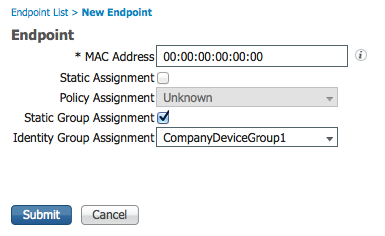 Endpoint List > New Endpoint
Endpoint
* MAC Address 00:00:00:00:00:00
Static Assignment
Policy Assignment Unknown
Static Group Assignment
Identity Group Assignment CompanyDeviceGroup1
Submit Cancel